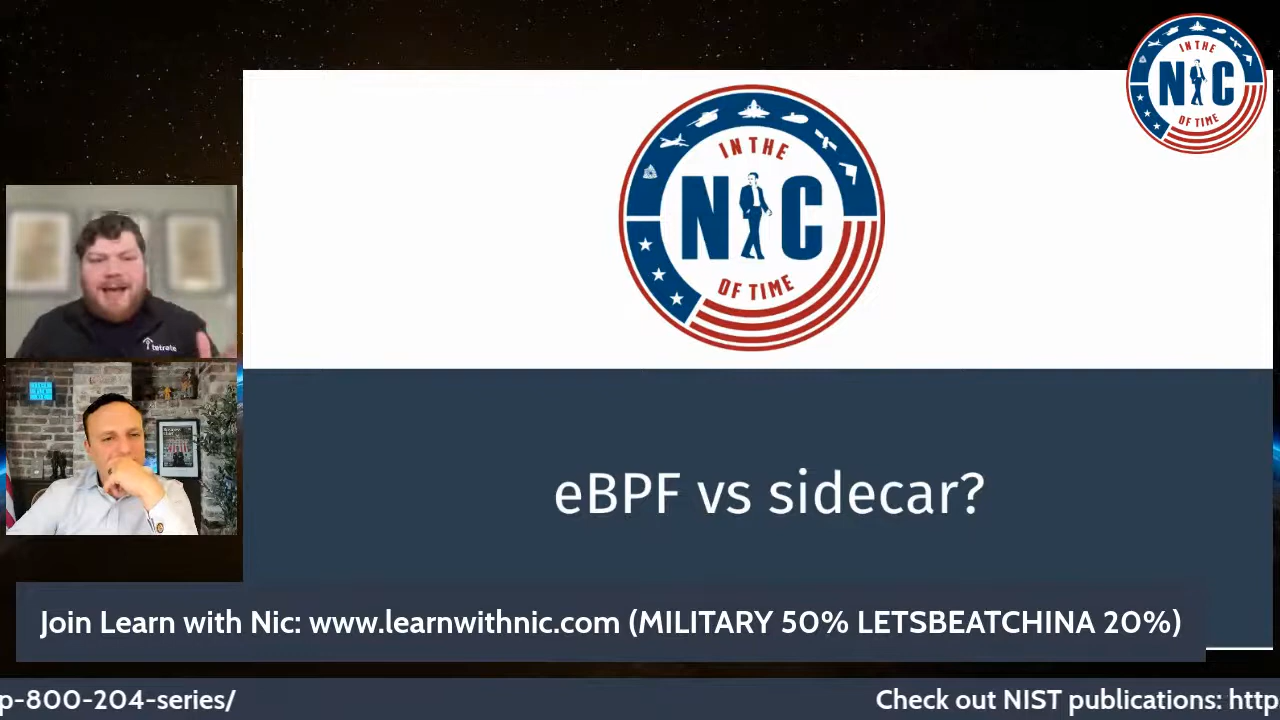 IN THE
NIC
OF TIME
IN THE
NIC
OF TIME
tetrate
eBPF vs sidecar?
Join Learn with Nic: www.learnwithnic.com (MILITARY 50% LETSBEATCHINA 20%)
p-800-204-series/
Check out NIST publications: http